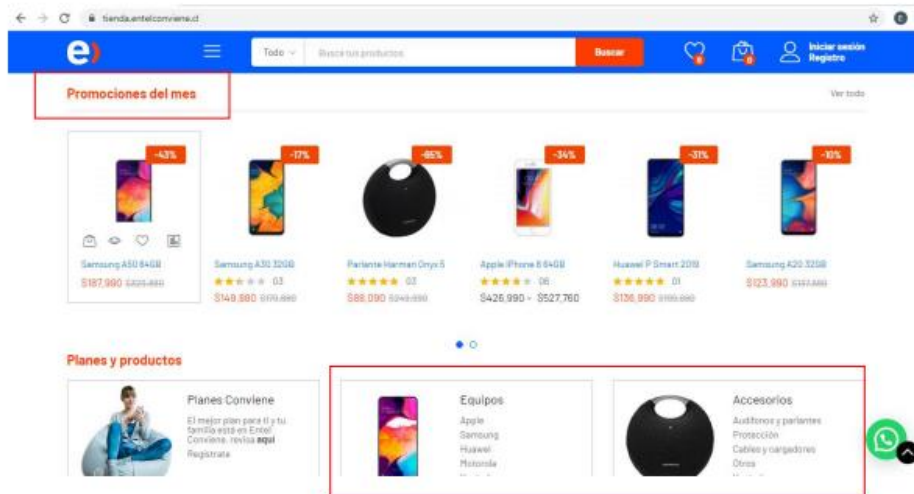 tienda.entelconviene.cl
e)
Todo
Busca tus productos
Buscar
0
0
Iniciar sesión
Registro
Promociones del mes
Ver todo
-43%
-17%
-65%
-34%
-31%
-10%
Samsung A50 64GB
Samsung A30 32GB
Parlante Harman Onyx 5
Apple iPhone 8 64GB
Huawei P Smart 2019
Samsung A20 32GB
03
03
06
01
$187,990
$149,990
$88,090
$426,990 - $527,760
$136,990
$123,990
Planes y productos
Planes Conviene
El mejor plan para ti y tu
familia está en Entel
Conviene, revisa aquí
Regístrate
Equipos
Apple
Samsung
Huawei
Motorola
Accesorios
Audífonos y parlantes
Protección
Cables y cargadores
Otros